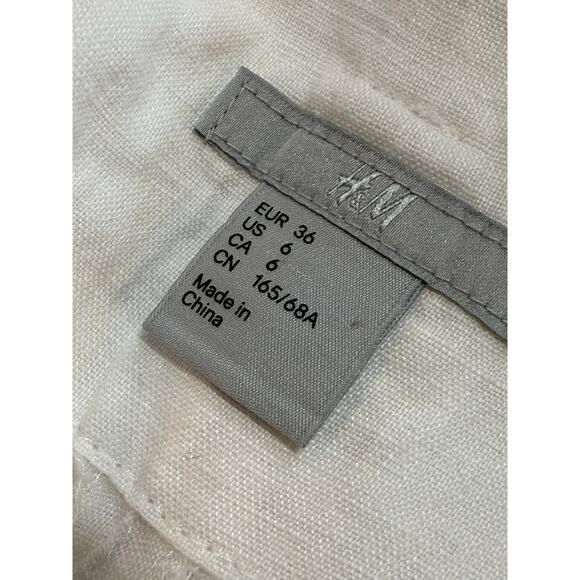 H&M
EUR 36
US 6
CA 6
CN 165/68A
Made in
China